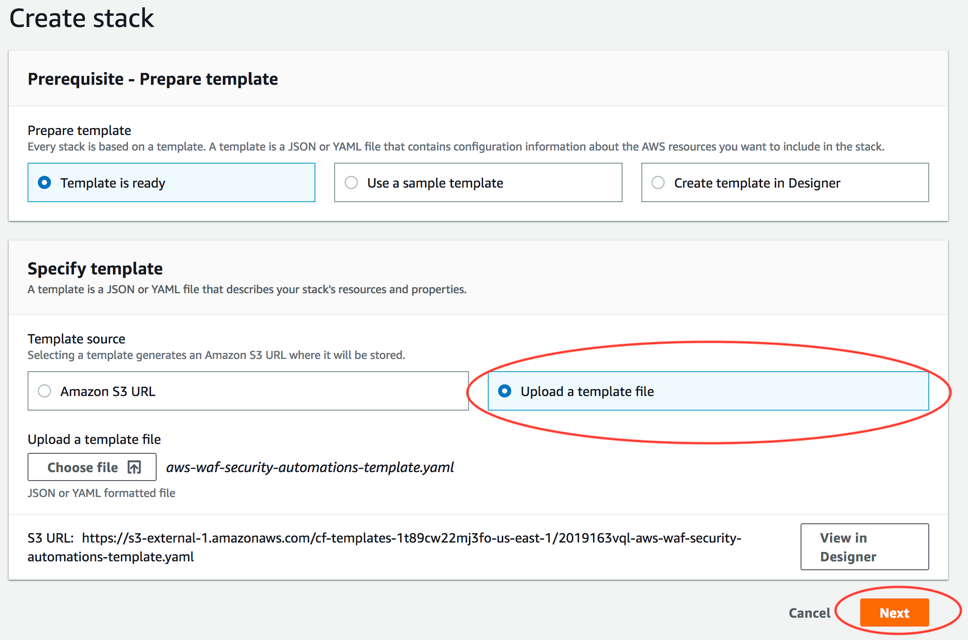 Create stack
Prerequisite - Prepare template
Prepare template
Every stack is based on a template. A template is a JSON or YAML file that contains configuration information about the AWS resources you want to include in the stack.
Template is ready
Use a sample template
Create template in Designer
Specify template
A template is a JSON or YAML file that describes your stack's resources and properties.
Template source
Selecting a template generates an Amazon S3 URL where it will be stored.
Amazon S3 URL
Upload a template file
Upload a template file
Choose file
aws-waf-security-automations-template.yaml
JSON or YAML formatted file
S3 URL: https://s3-external-1.amazonaws.com/cf-templates-1t89cw22mj3fo-us-east-1/2019163vql-aws-waf-security-
automations-template.yaml
View in
Designer
Cancel
Next